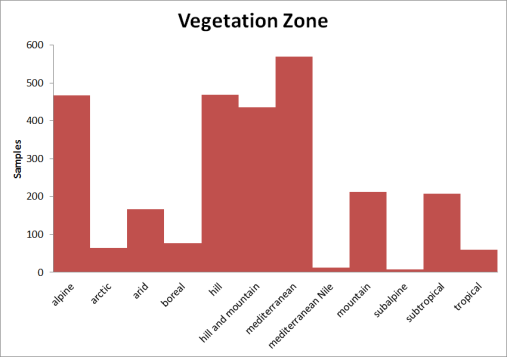 Vegetation Zone
600
500
400
300
200
100
0
Samples
alpine
arctic
arid
boreal
hill
hill and mountain
mediterranean
mediterranean Nile
mountain
subalpine
subtropical
tropical